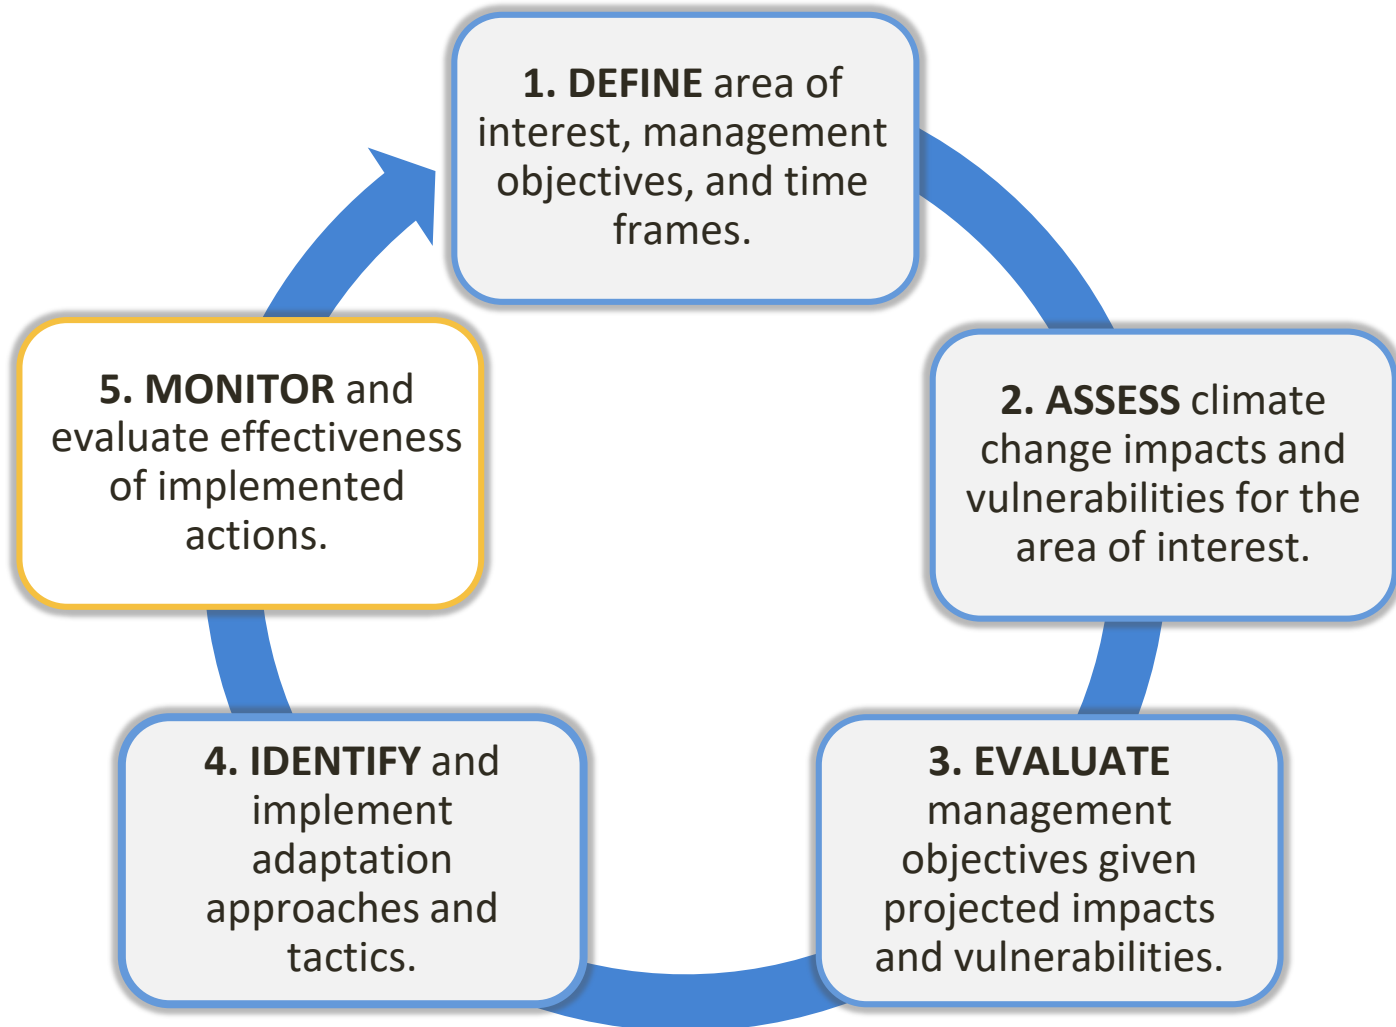 1. DEFINE area of
interest, management
objectives, and time
frames.
2. ASSESS climate
change impacts and
vulnerabilities for the
area of interest.
3. EVALUATE
management
objectives given
projected impacts
and vulnerabilities.
4. IDENTIFY and
implement
adaptation
approaches and
tactics.
5. MONITOR and
evaluate effectiveness
of implemented
actions.